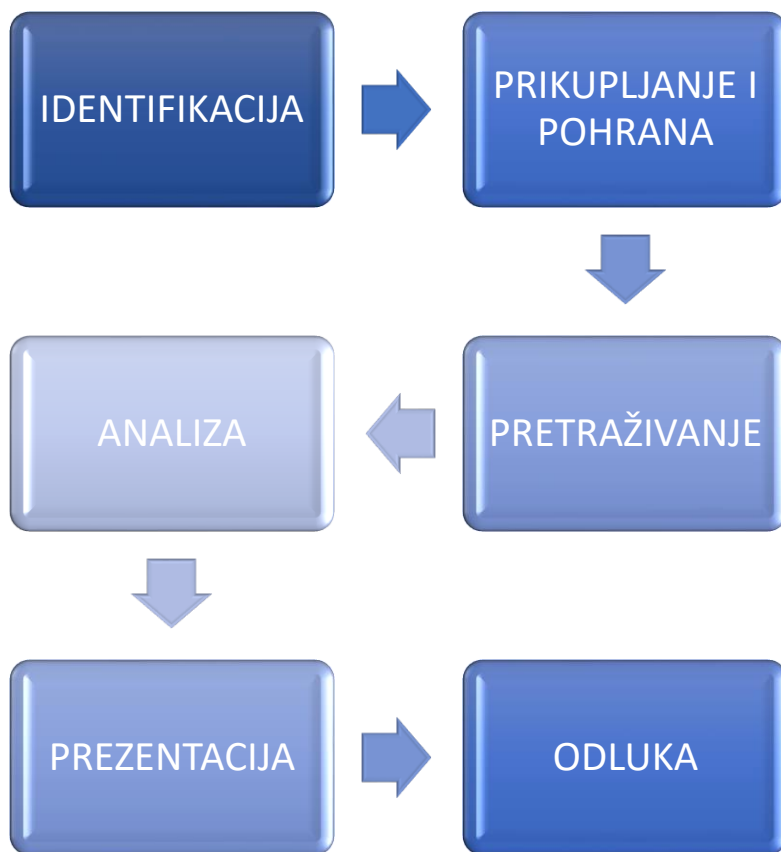 IDENTIFIKACIJA
PRIKUPLJANJE I
POHRANA
PRETRAŽIVANJE
ANALIZA
PREZENTACIJA
ODLUKA